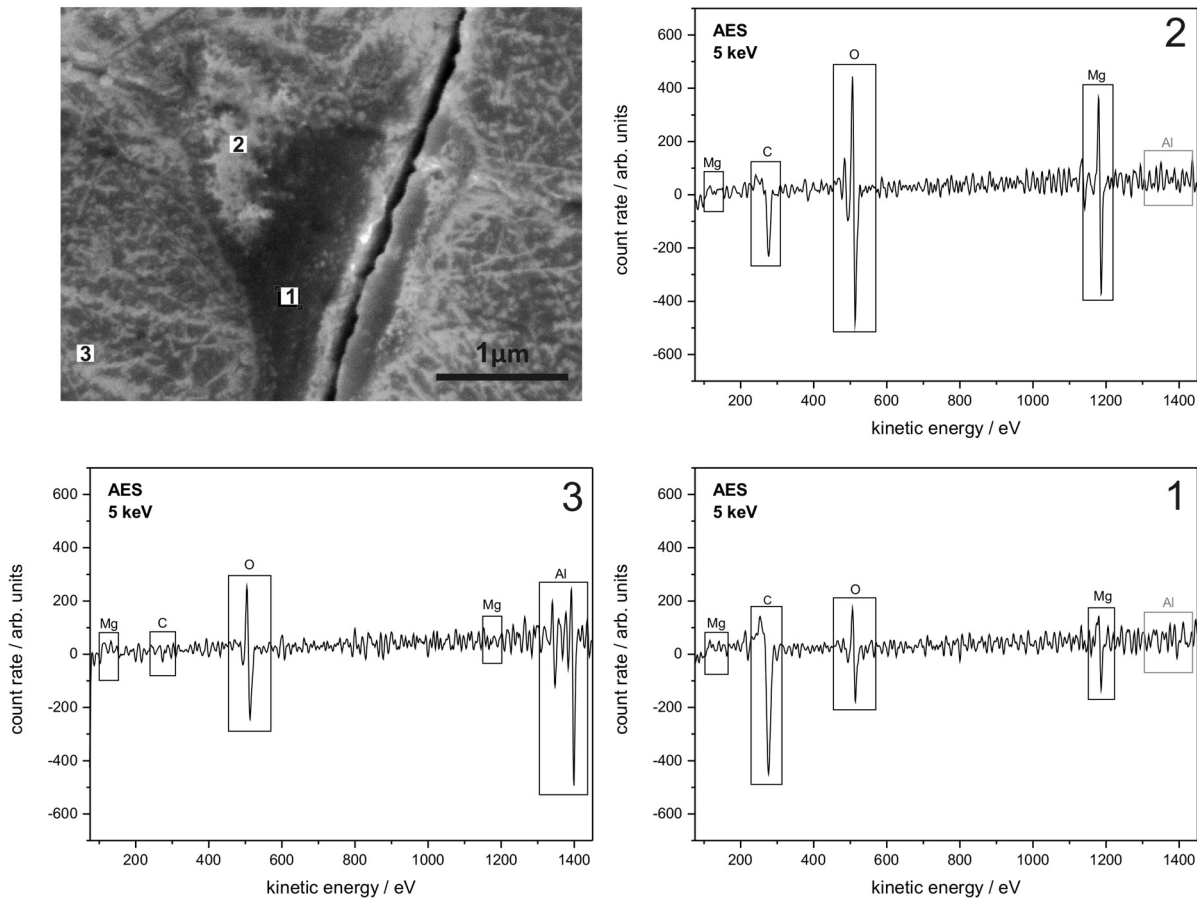 2
1
3
1µm
AES
5 keV
2
Mg
C
O
Mg
Al
600
400
200
0
-200
-400
-600
200 400 600 800 1000 1200 1400
count rate / arb. units
kinetic energy / eV
AES
5 keV
3
Mg
C
O
Mg
Al
600
400
200
0
-200
-400
-600
200 400 600 800 1000 1200 1400
count rate / arb. units
kinetic energy / eV
AES
5 keV
1
Mg
C
O
Mg
Al
600
400
200
0
-200
-400
-600
200 400 600 800 1000 1200 1400
count rate / arb. units
kinetic energy / eV